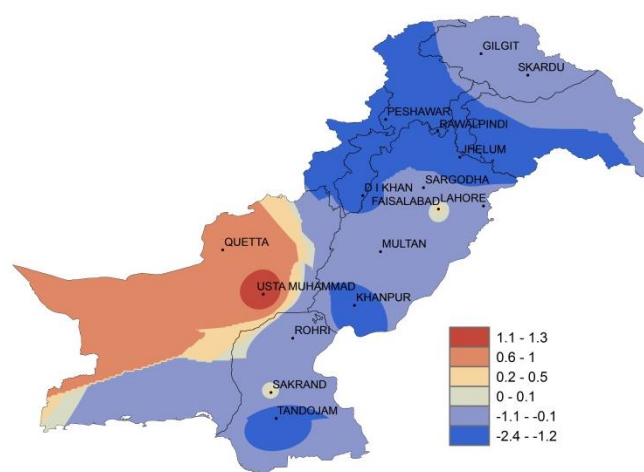 GILGIT
SKARDU
PESHAWAR
RAWALPINDI
JHELUM
SARGODHA
D I KHAN
FAISALABAD
LAHORE
QUETTA
MULTAN
USTA MUHAMMAD
KHANPUR
ROHRI
SAKRAND
TANDOJAM
1.1 - 1.3
0.6 - 1
0.2 - 0.5
0 - 0.1
-1.1 - -0.1
-2.4 - -1.2